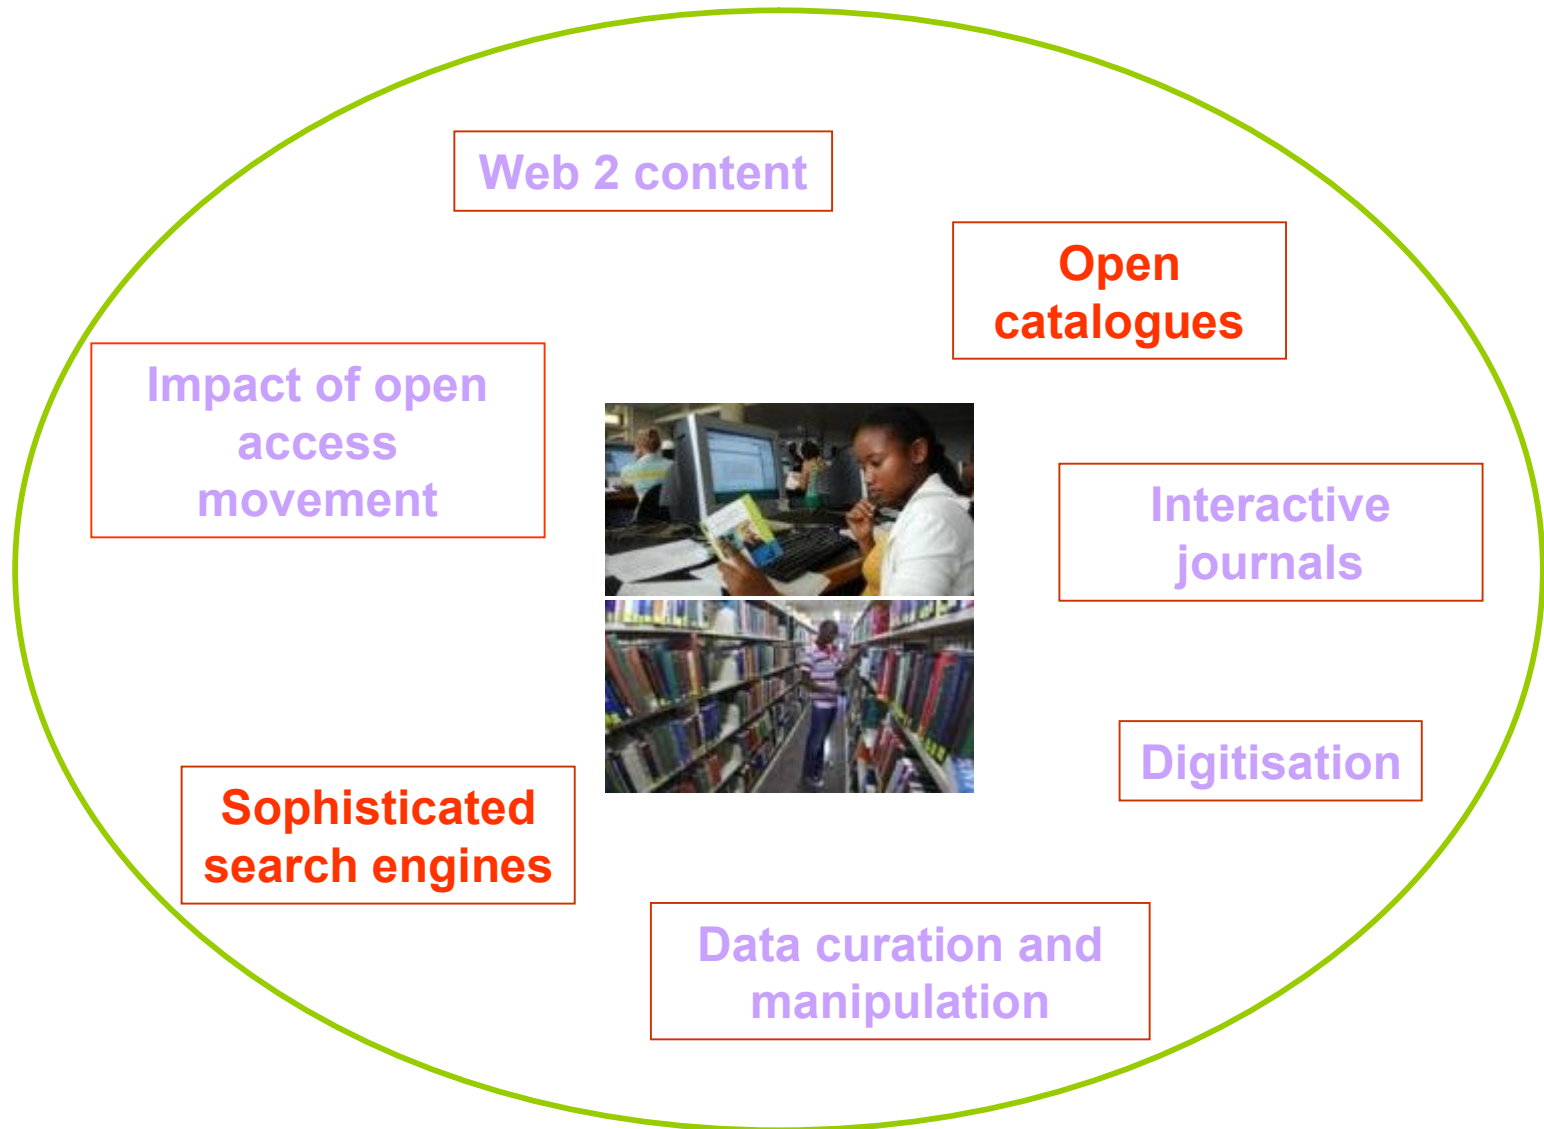 Web 2 content
Open
catalogues
Impact of open
access
movement
Interactive
journals
Digitisation
Sophisticated
search engines
Data curation and
manipulation